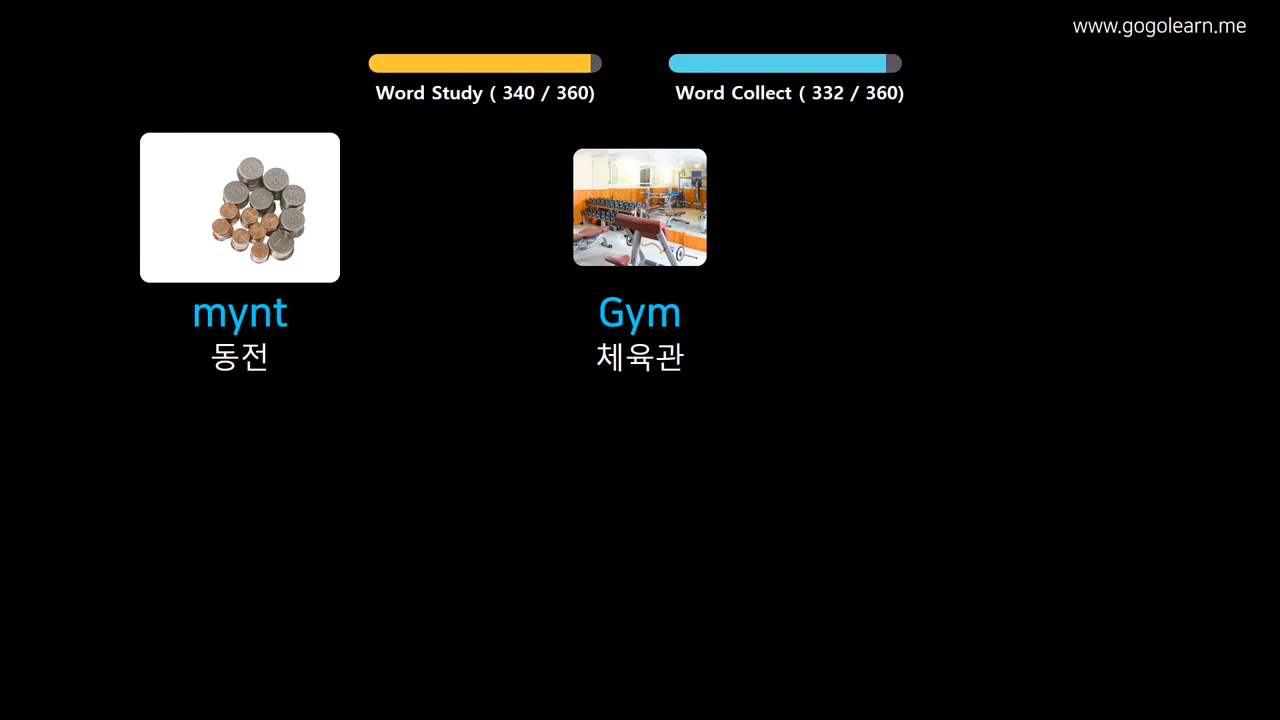 www.gogolearn.me
Word Study ( 340 / 360)
Word Collect ( 332 / 360)
mynt
동전
Gym
체육관